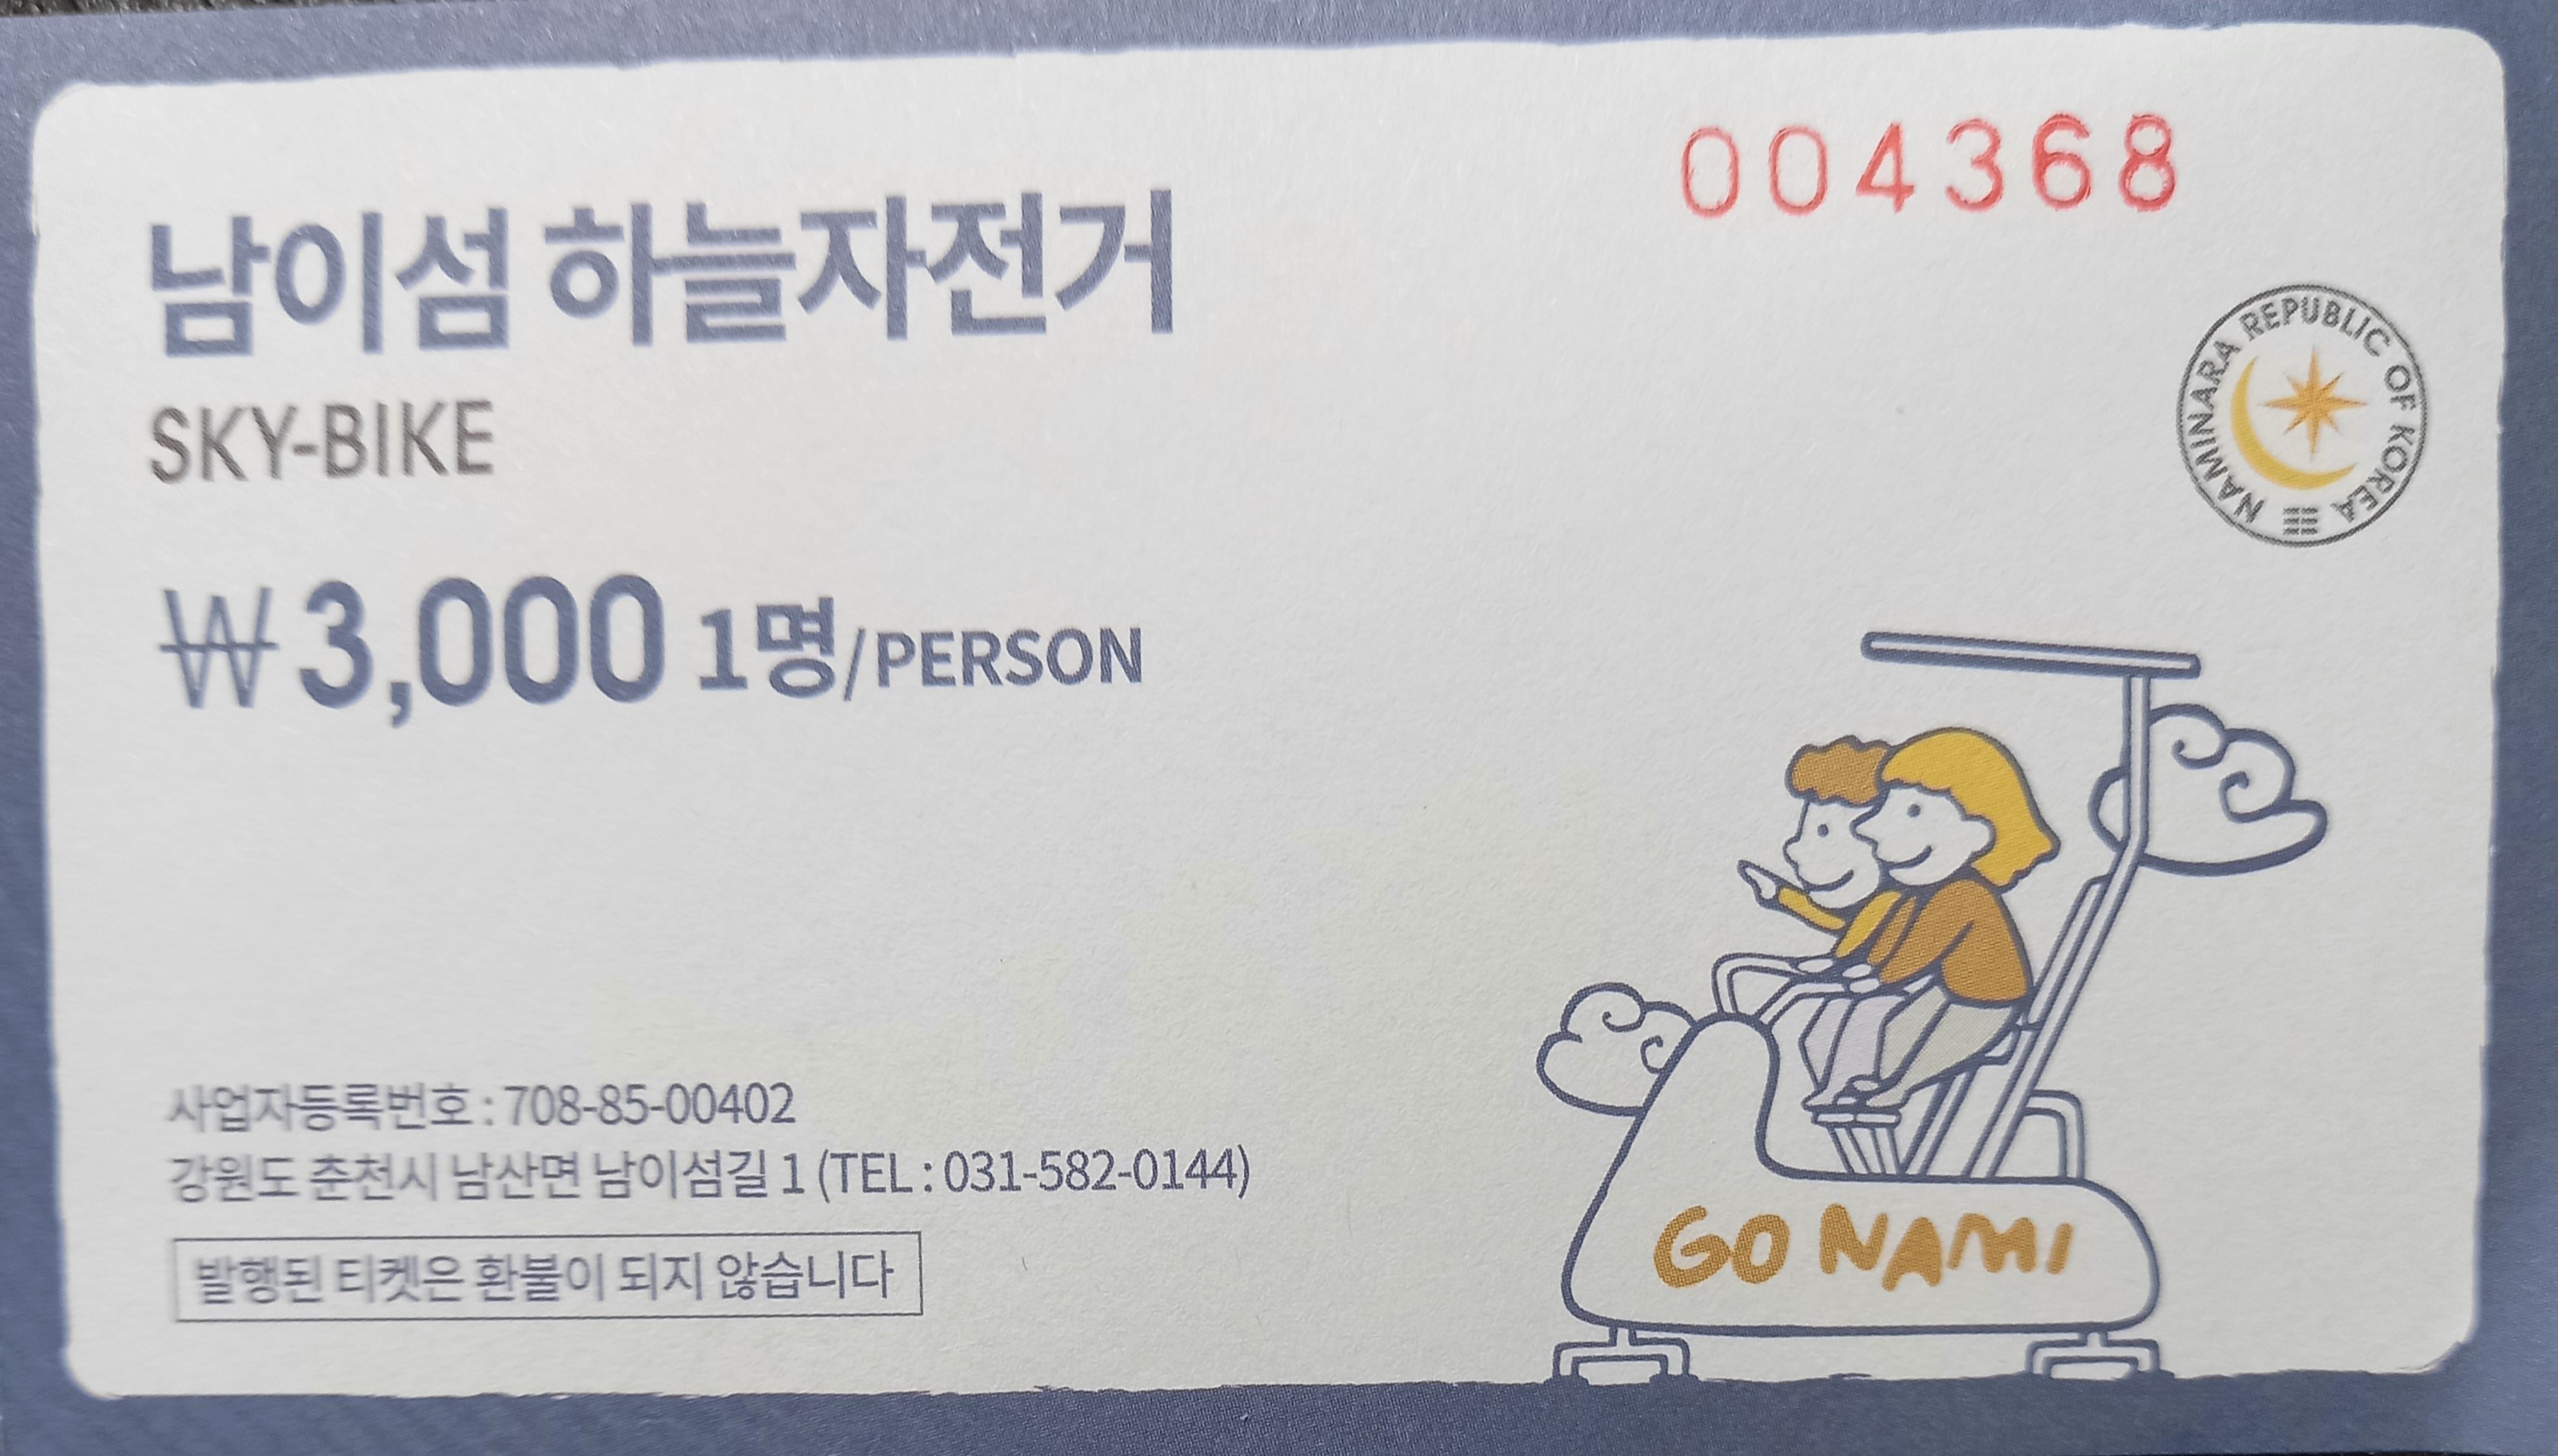 004368
남이섬 하늘자전거
SKY-BIKE
NAMINARA REPUBLIC OF KOREA
₩3,000 1명/PERSON
사업자등록번호 : 708-85-00402
강원도 춘천시 남산면 남이섬길 1 (TEL : 031-582-0144)
발행된 티켓은 환불이 되지 않습니다
GO NAMI